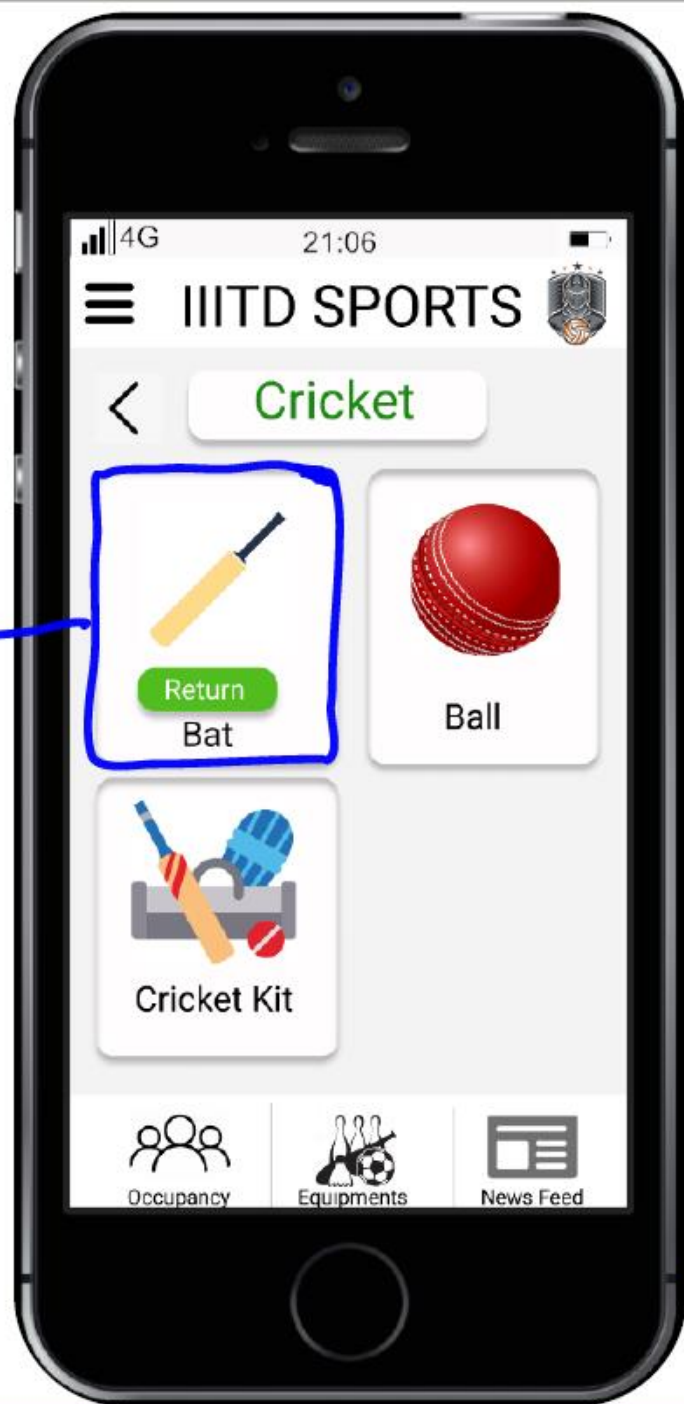 4G 21:06
IIITD SPORTS
Cricket
Return
Bat
Ball
Cricket Kit
Occupancy Equipments News Feed